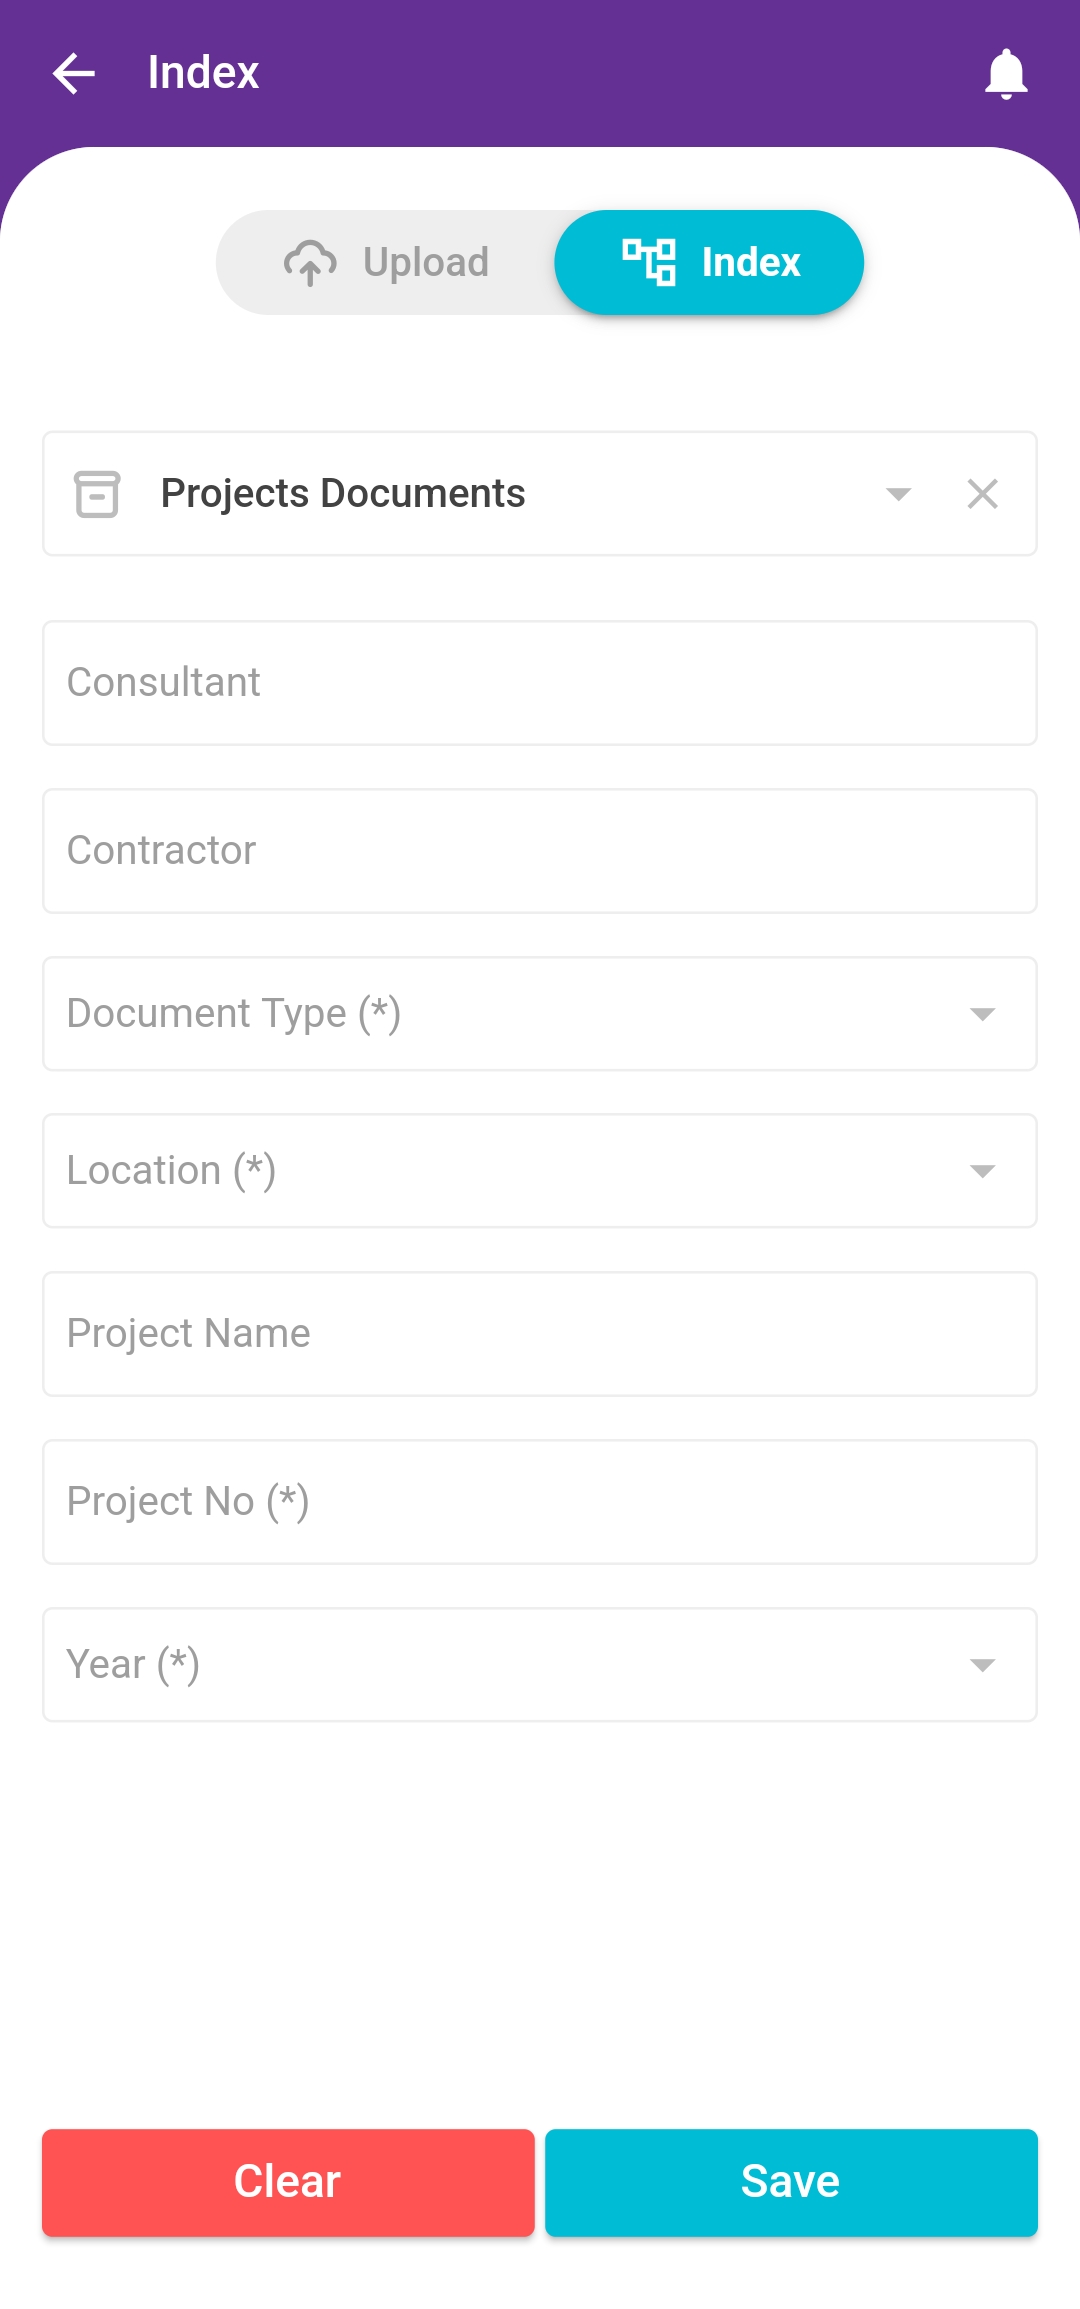 Index
Upload
Index
Projects Documents
Consultant
Contractor
Document Type (*)
Location (*)
Project Name
Project No (*)
Year (*)
Clear
Save